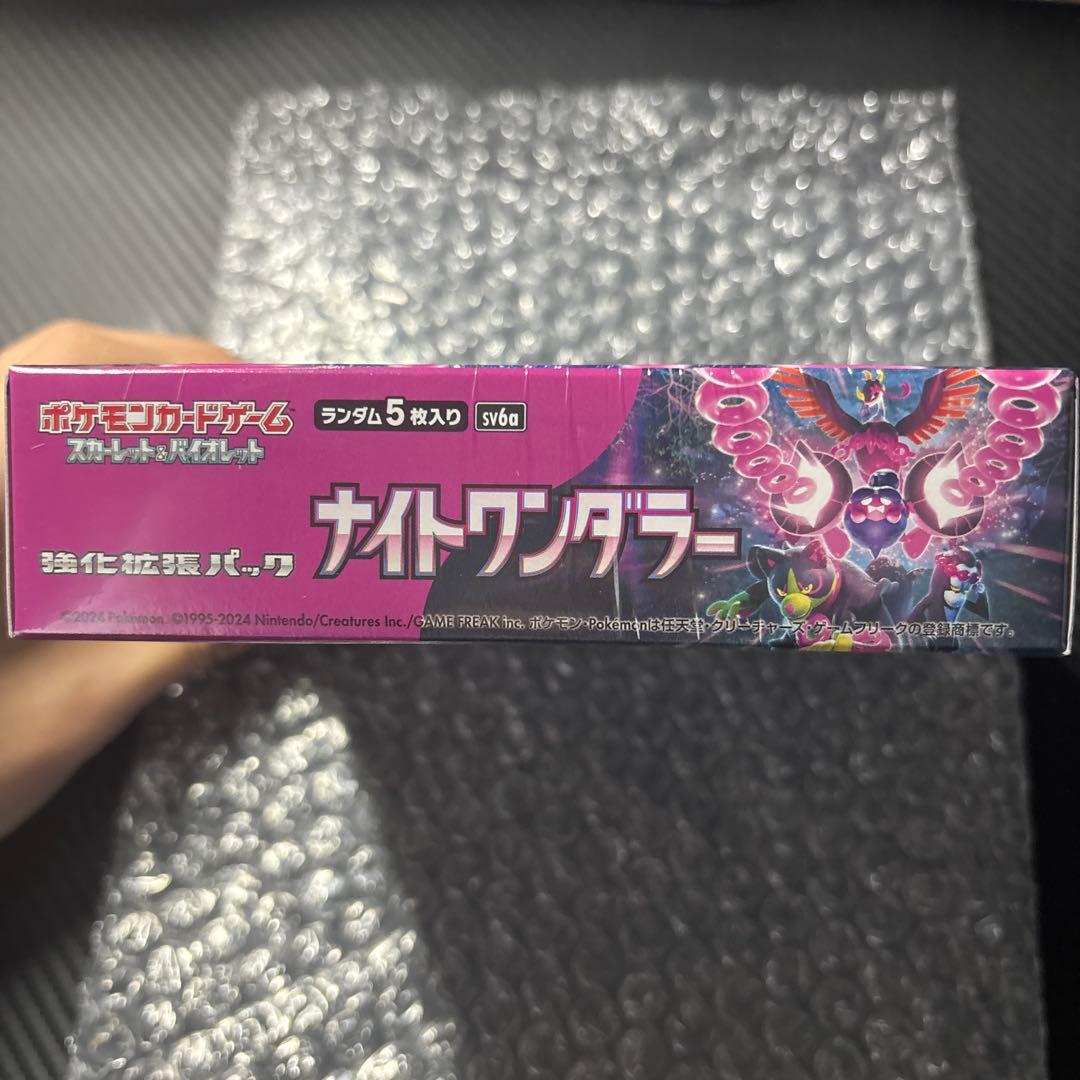 ポケモンカードゲーム™
スカーレット&バイオレット
ランダム5枚入り
sv6a
強化拡張パック
ナイトワンダラー
©2024 Pokémon. ©1995-2024 Nintendo/Creatures Inc./GAME FREAK inc. ポケモン・Pokémonは任天堂・クリーチャーズ・ゲームフリークの登録商標です。